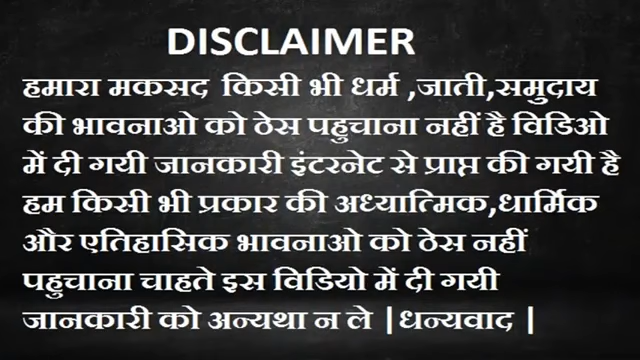 DISCLAIMER
हमारा मकसद किसी भी धर्म ,जाती,समुदाय
की भावनाओ को ठेस पहुचाना नहीं है विडिओ
में दी गयी जानकारी इंटरनेट से प्राप्त की गयी है
हम किसी भी प्रकार की अध्यात्मिक,धार्मिक
और एतिहासिक भावनाओ को ठेस नहीं
पहुचाना चाहते इस विडियो में दी गयी
जानकारी को अन्यथा न ले |धन्यवाद |